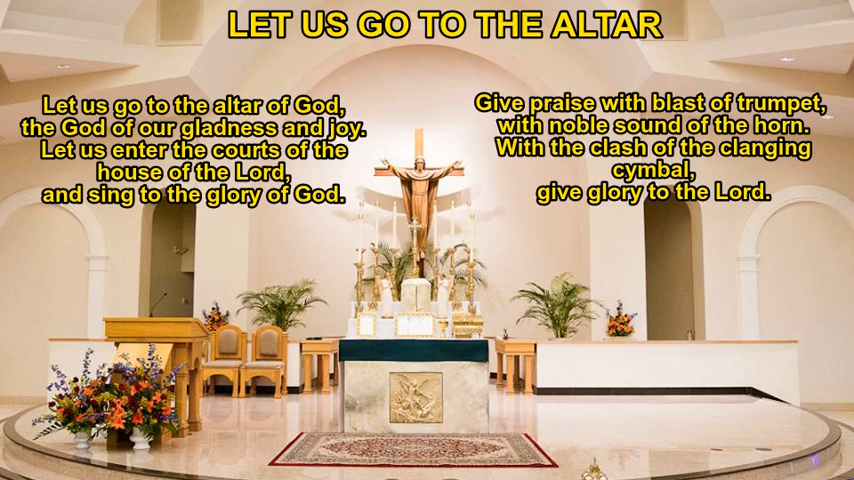 LET US GO TO THE ALTAR
Let us go to the altar of God,
the God of our gladness and joy.
Let us enter the courts of the
house of the Lord,
and sing to the glory of God.
Give praise with blast of trumpet,
with noble sound of the horn.
With the clash of the clanging
cymbal,
give glory to the Lord.